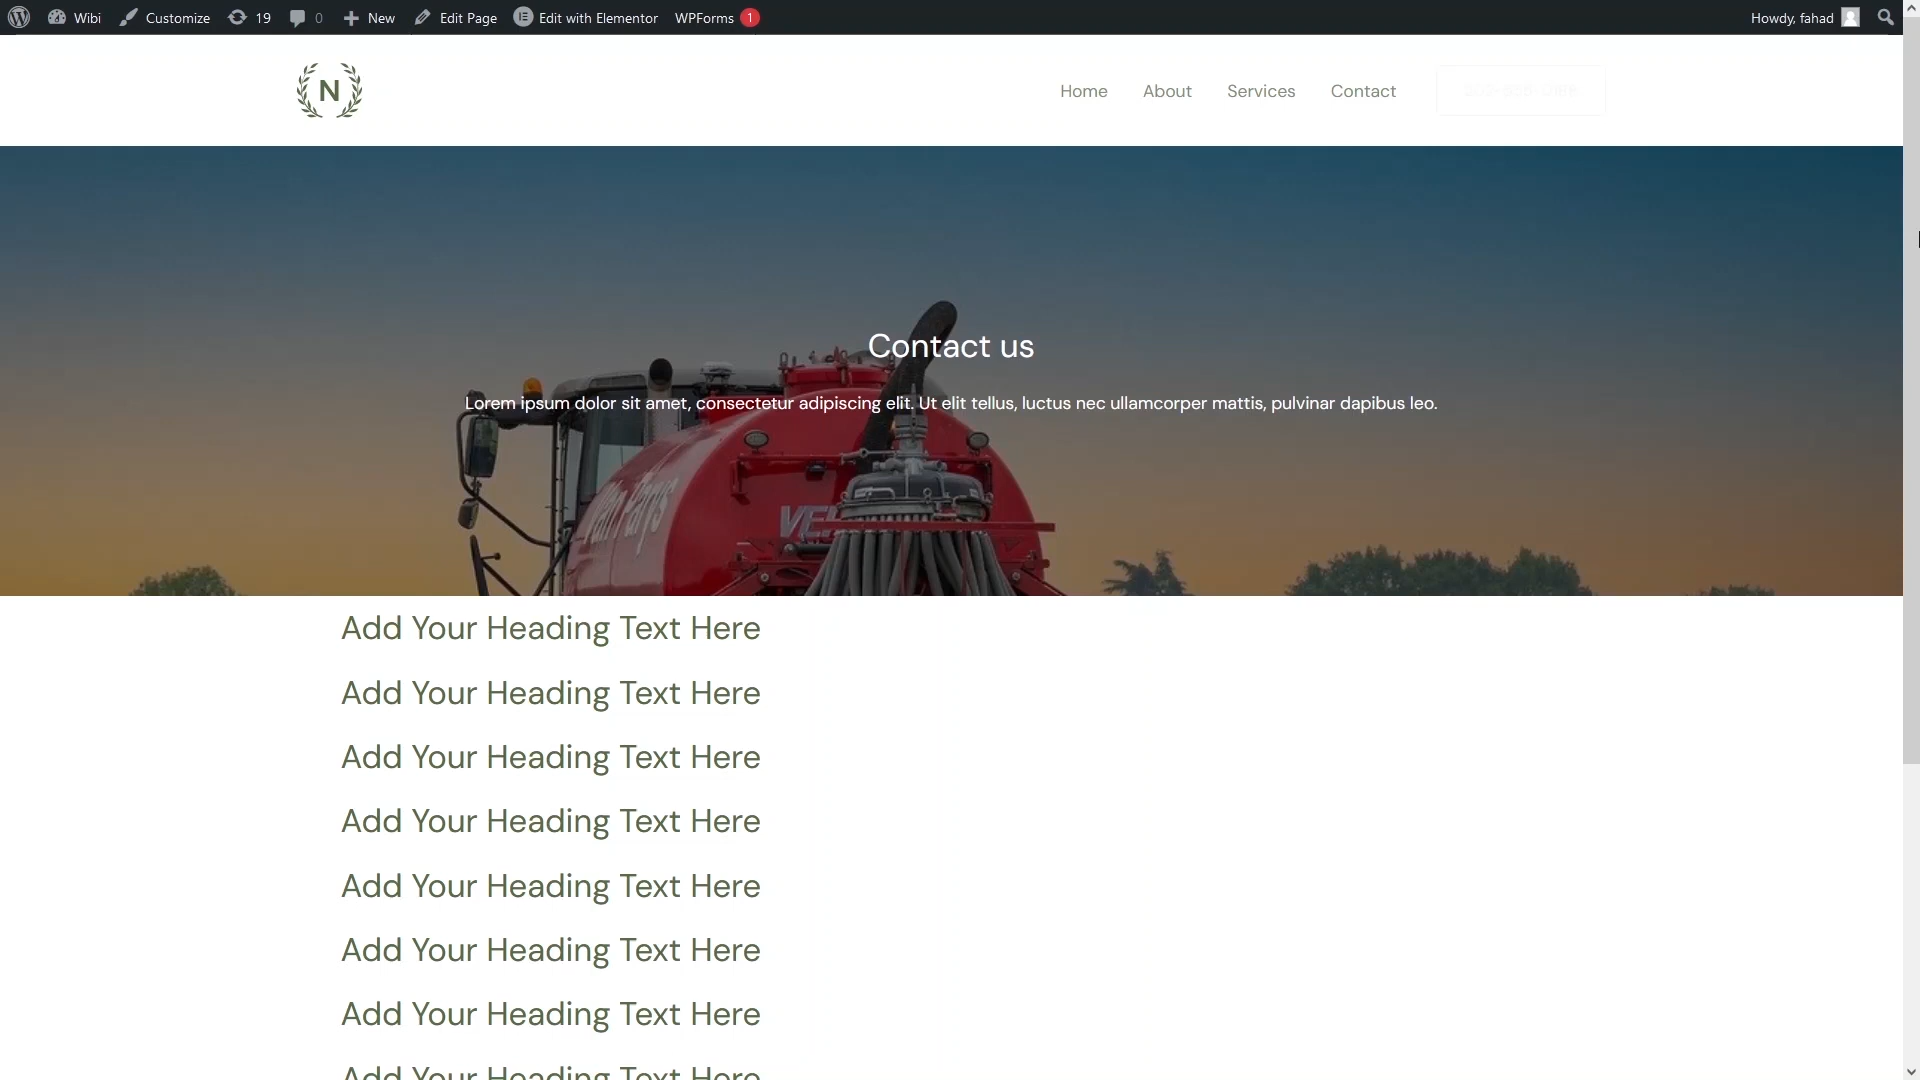 Wibi Customize 19 0 New Edit Page Edit with Elementor WPForms 1 Howdy, fahad
N
Home About Services Contact
Contact us
Lorem ipsum dolor sit amet, consectetur adipiscing elit. Ut elit tellus, luctus nec ullamcorper mattis, pulvinar dapibus leo.
Add Your Heading Text Here
Add Your Heading Text Here
Add Your Heading Text Here
Add Your Heading Text Here
Add Your Heading Text Here
Add Your Heading Text Here
Add Your Heading Text Here
Add Your Heading Text Here